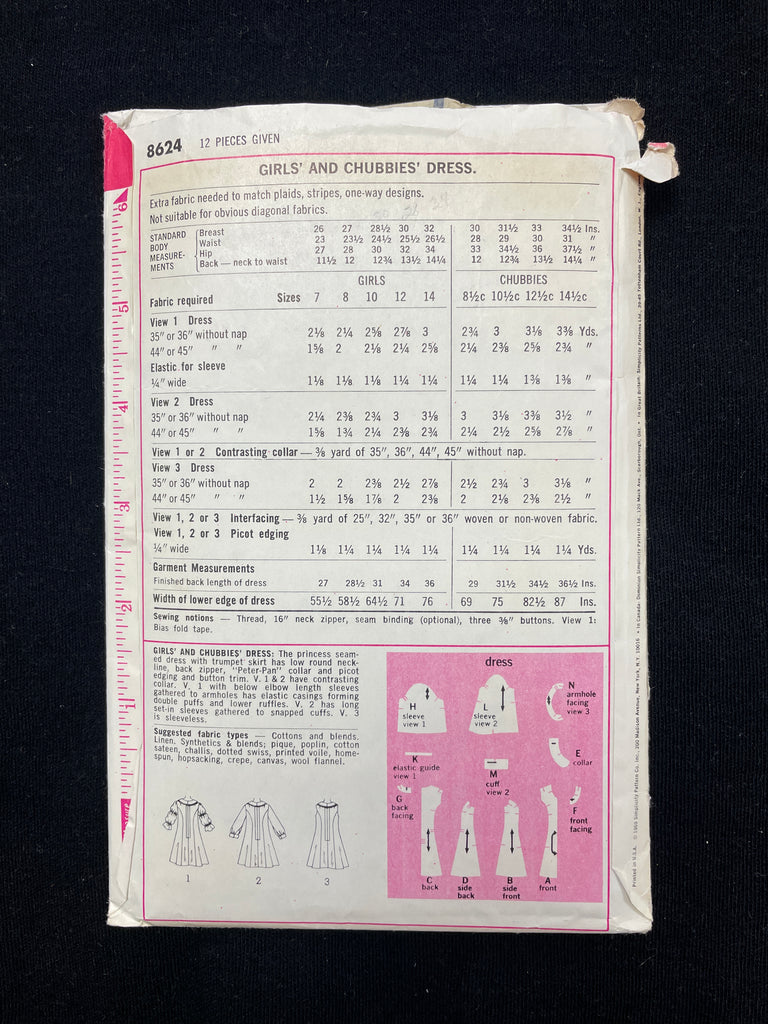 8624 12 PIECES GIVEN
GIRLS' AND CHUBBIES' DRESS.
Extra fabric needed to match plaids, stripes, one-way designs.
Not suitable for obvious diagonal fabrics.
STANDARD BODY MEASUREMENTS
Breast 26 27 28½ 30 32 30 31½ 33 34½ Ins.
Waist 23 23½ 24½ 25½ 26½ 28 29 30 31 "
Hip 27 28 30 32 34 33 34½ 36 37½ "
Back — neck to waist 11½ 12 12¾ 13½ 14¼ 12 12¾ 13½ 14¼ "
GIRLS CHUBBIES
Fabric required Sizes 7 8 10 12 14 8½c 10½c 12½c 14½c
View 1 Dress
35" or 36" without nap 2⅛ 2¼ 2⅝ 2⅞ 3 2¾ 3 3⅛ 3⅜ Yds.
44" or 45" " " 1⅝ 2 2⅛ 2¼ 2⅝ 2¼ 2⅜ 2⅝ 2¾ "
Elastic for sleeve
¼" wide 1⅛ 1⅛ 1⅛ 1¼ 1¼ 1¼ 1¼ 1⅜ 1⅜ "
View 2 Dress
35" or 36" without nap 2¼ 2⅜ 2¾ 3 3⅛ 3 3⅛ 3⅜ 3½ "
44" or 45" " " 1⅝ 1¾ 2¼ 2⅜ 2¾ 2¼ 2½ 2⅝ 2⅞ "
View 1 or 2 Contrasting collar — ⅜ yard of 35", 36", 44", 45" without nap.
View 3 Dress
35" or 36" without nap 2 2 2⅜ 2½ 2⅞ 2½ 2¾ 3 3⅛ "
44" or 45" " " 1½ 1⅝ 1⅞ 2 2⅜ 2 2⅛ 2⅜ 2½ "
View 1, 2 or 3 Interfacing — ⅜ yard of 25", 32", 35" or 36" woven or non-woven fabric.
View 1, 2 or 3 Picot edging
¼" wide 1⅛ 1¼ 1¼ 1¼ 1¼ 1¼ 1¼ 1¼ 1¼ Yds.
Garment Measurements
Finished back length of dress 27 28½ 31 34 36 29 31½ 34½ 36½ Ins.
Width of lower edge of dress 55½ 58½ 64½ 71 76 69 75 82½ 87 Ins.
Sewing notions — Thread, 16" neck zipper, seam binding (optional), three ⅜" buttons. View 1:
Bias fold tape.
GIRLS' AND CHUBBIES' DRESS: The princess seam-
ed dress with trumpet skirt has low round neck-
line, back zipper, "Peter-Pan" collar and picot
edging and button trim. V. 1 & 2 have contrasting
collar. V. 1 with below elbow length sleeves
gathered to armholes has elastic casings forming
double puffs and lower ruffles. V. 2 has long
set-in sleeves gathered to snapped cuffs. V. 3
is sleeveless.
Suggested fabric types — Cottons and blends.
Linen. Synthetics & blends; pique, poplin, cotton
sateen, challis, dotted swiss, printed voile, home-
spun, hopsacking, crepe, canvas, wool flannel.
1 2 3
dress
H
sleeve
view 1
L
sleeve
view 2
N
armhole
facing
view 3
K
elastic guide
view 1
M
cuff
view 2
E
collar
G
back
facing
F
front
facing
C
back
D
side
back
B
side
front
A
front
6
5
4
3
2
1
Printed in U.S.A.